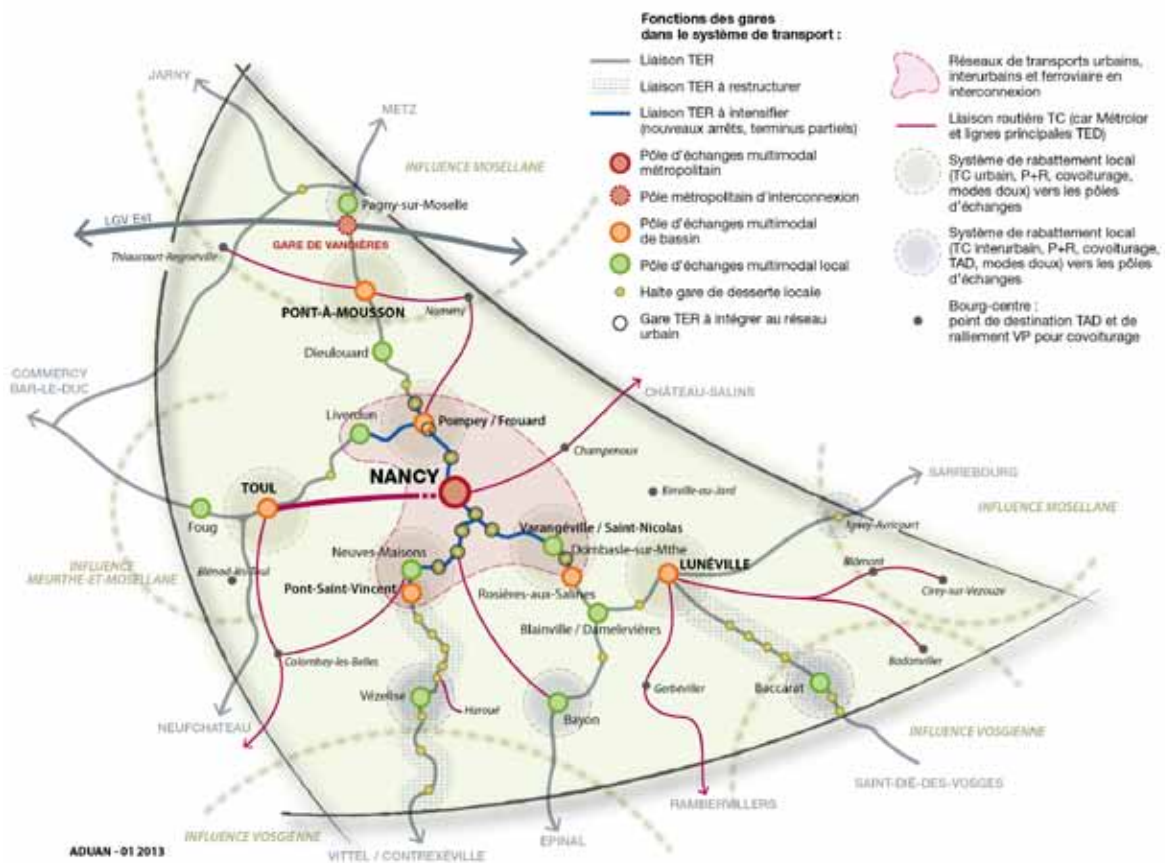 Fonctions des gares
dans le système de transport :
Liaison TER
Liaison TER à restructurer
Liaison TER à intensifier
(nouveaux arrêts, terminus partiels)
Pôle d'échanges multimodal
métropolitain
Pôle métropolitain d'interconnexion
Pôle d'échanges multimodal
de bassin
Pôle d'échanges multimodal local
Halte gare de desserte locale
Gare TER à intégrer au réseau
urbain
Réseaux de transports urbains,
interurbains et ferroviaire en
interconnexion
Liaison routière TC (car Métrolor
et lignes principales TED)
Système de rabattement local
(TC urbain, P+R, covoiturage,
modes doux) vers les pôles
d'échanges
Système de rabattement local
(TC interurbain, P+R, covoiturage,
TAD, modes doux) vers les pôles
d'échanges
Bourg-centre :
point de destination TAD et de
ralliement VP pour covoiturage
JARNY
METZ
INFLUENCE MOSELLANE
Pagny-sur-Moselle
LGV Est
GARE DE VANDIÈRES
Thiaucourt-Regniéville
Nomeny
PONT-À-MOUSSON
Dieulouard
COMMERCY
BAR-LE-DUC
CHÂTEAU-SALINS
Liverdun
Pompey / Frouard
Champenoux
NANCY
SARREBOURG
TOUL
INFLUENCE MOSELLANE
Foug
Varangéville / Saint-Nicolas
Igney-Avricourt
Neuves-Maisons
Dombasle-sur-Mthe
LUNÉVILLE
Blâmont
INFLUENCE
MEURTHE-ET-MOSELLANE
Blénod-lès-Toul
Pont-Saint-Vincent
Rosières-aux-Salines
Cirey-sur-Vezouze
Blainville / Damelevières
Badonviller
Colombey-les-Belles
Vézelise
Haroué
Bayon
Gerbéviller
Baccarat
NEUFCHATEAU
INFLUENCE VOSGIENNE
SAINT-DIÉ-DES-VOSGES
RAMBERVILLERS
INFLUENCE VOSGIENNE
EPINAL
ADUAN - 01 2013
VITTEL / CONTREXÉVILLE